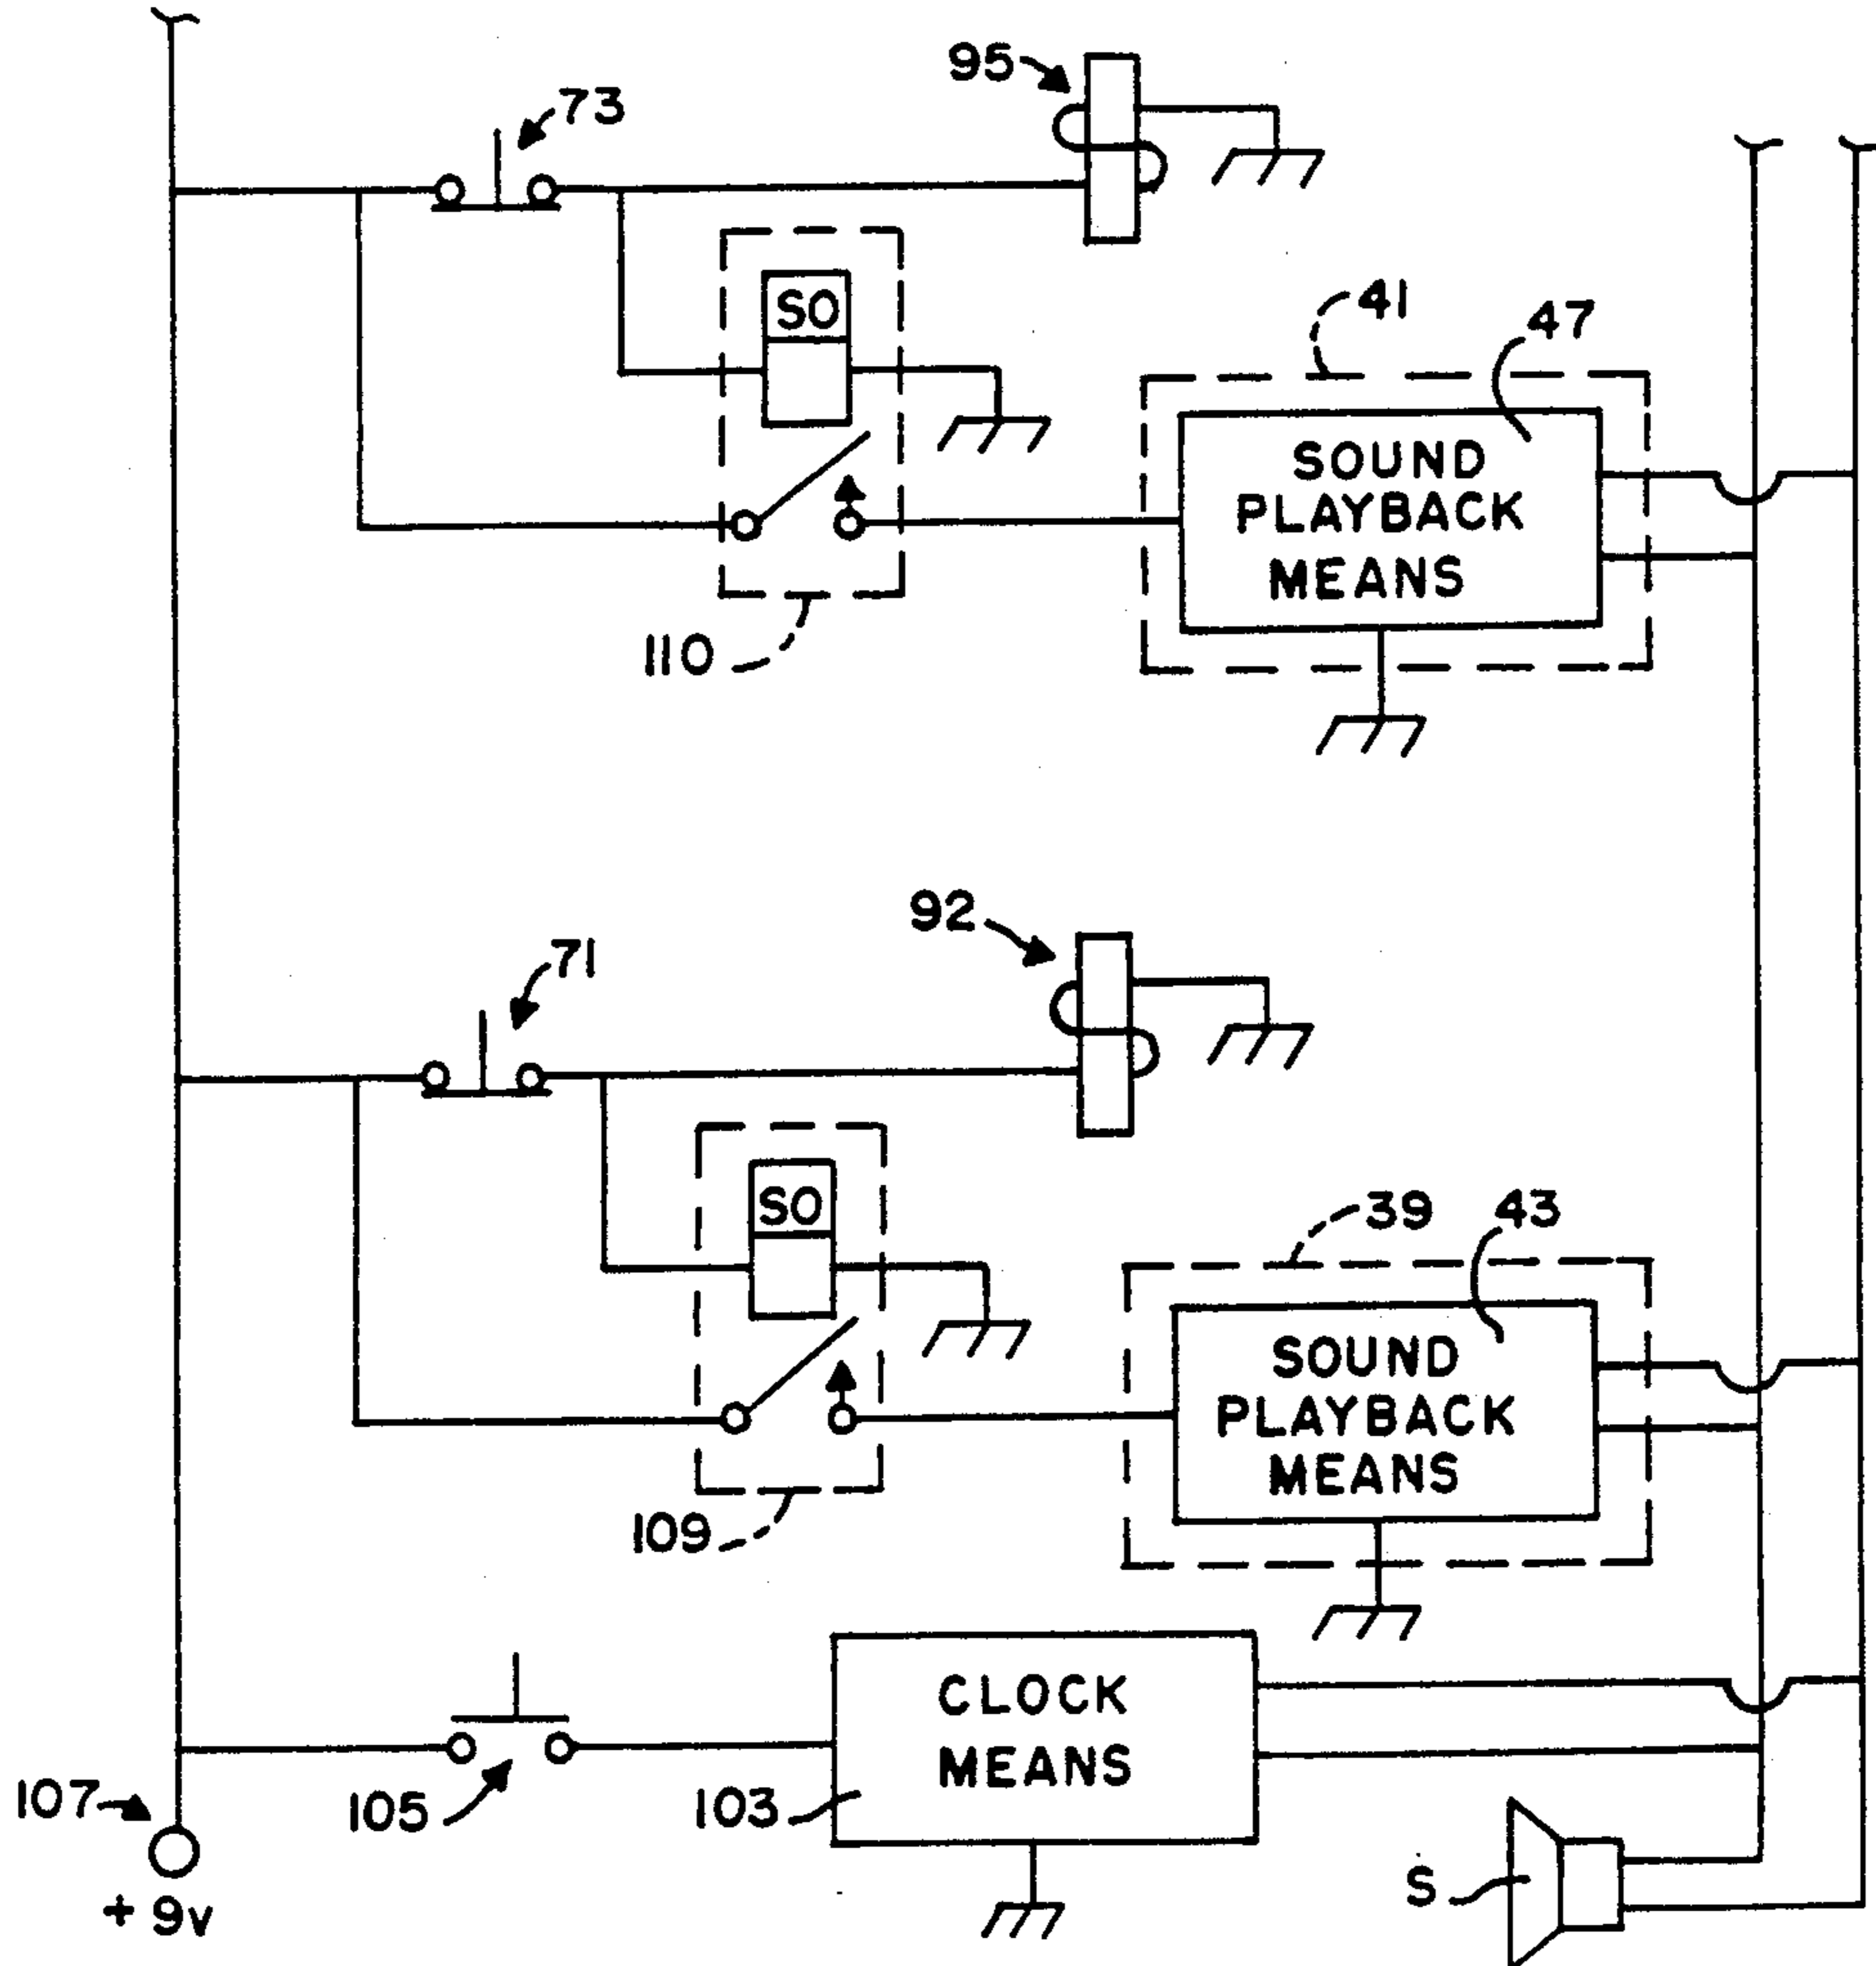 95
73
SO
41
47
SOUND
PLAYBACK
MEANS
110
92
71
SO
39
43
SOUND
PLAYBACK
MEANS
109
CLOCK
MEANS
107
105
103
S
+ 9v